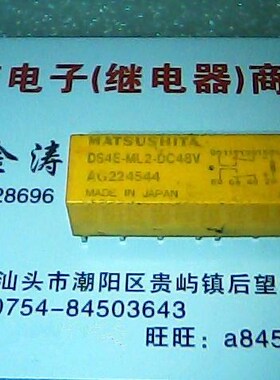 电子(继电器)商
金涛
28696
MATSUSHITA
DS4E-ML2-DC48V
AG224544
MADE IN JAPAN
汕头市潮阳区贵屿镇后望
0754-84503643
旺旺：a845